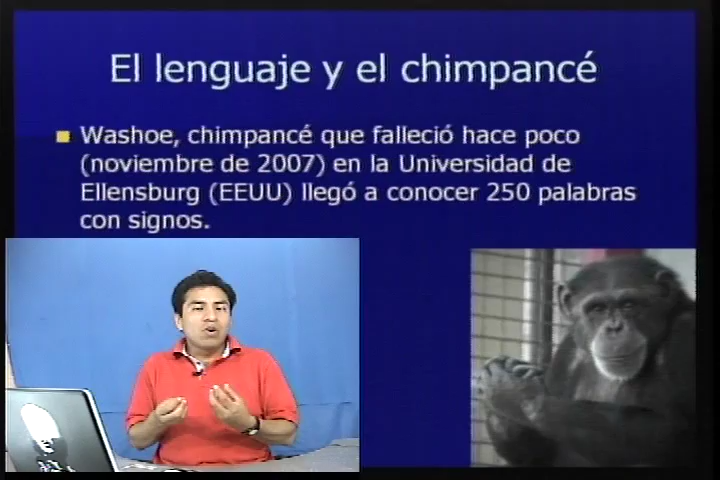 El lenguaje y el chimpancé
Washoe, chimpancé que falleció hace poco
(noviembre de 2007) en la Universidad de
Ellensburg (EEUU) llegó a conocer 250 palabras
con signos.